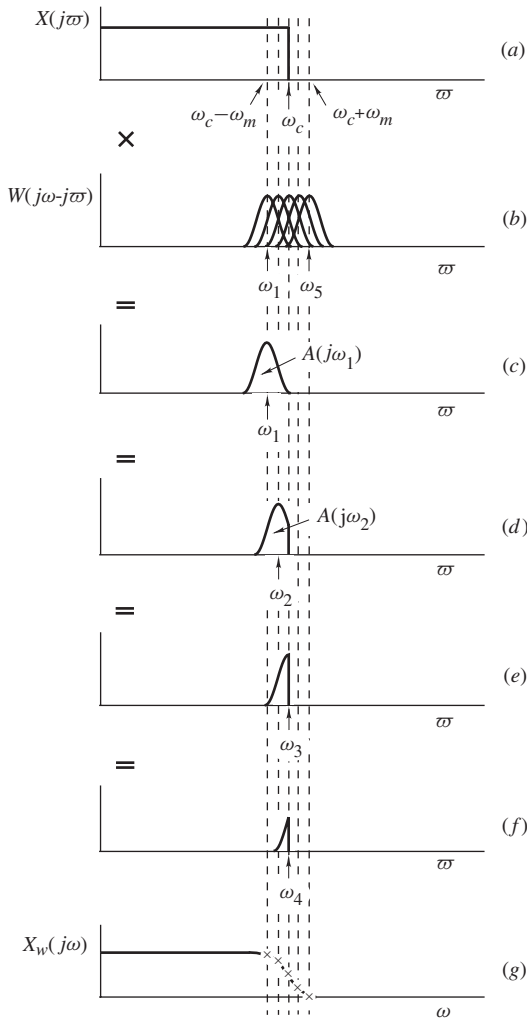 X(jϖ)
(a)
ϖ
ω_c−ω_m
ω_c
ω_c+ω_m
×
W(jω-jϖ)
(b)
ϖ
ω_1
ω_5
=
A(jω_1)
(c)
ϖ
ω_1
=
A(jω_2)
(d)
ϖ
ω_2
=
(e)
ϖ
ω_3
=
(f)
ϖ
ω_4
X_w(jω)
(g)
ω